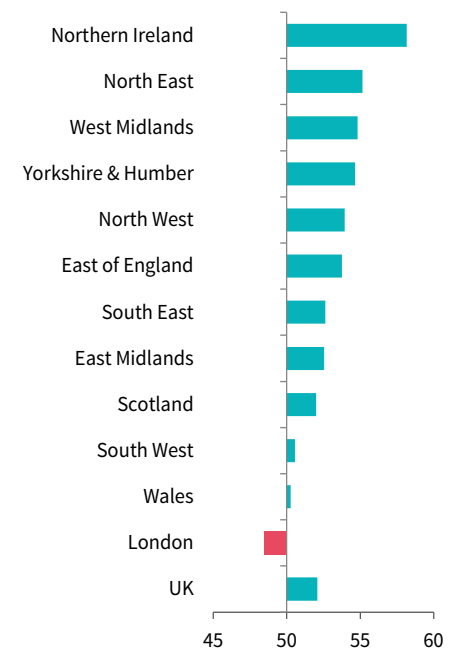 Northern Ireland
North East
West Midlands
Yorkshire & Humber
North West
East of England
South East
East Midlands
Scotland
South West
Wales
London
UK
45 50 55 60